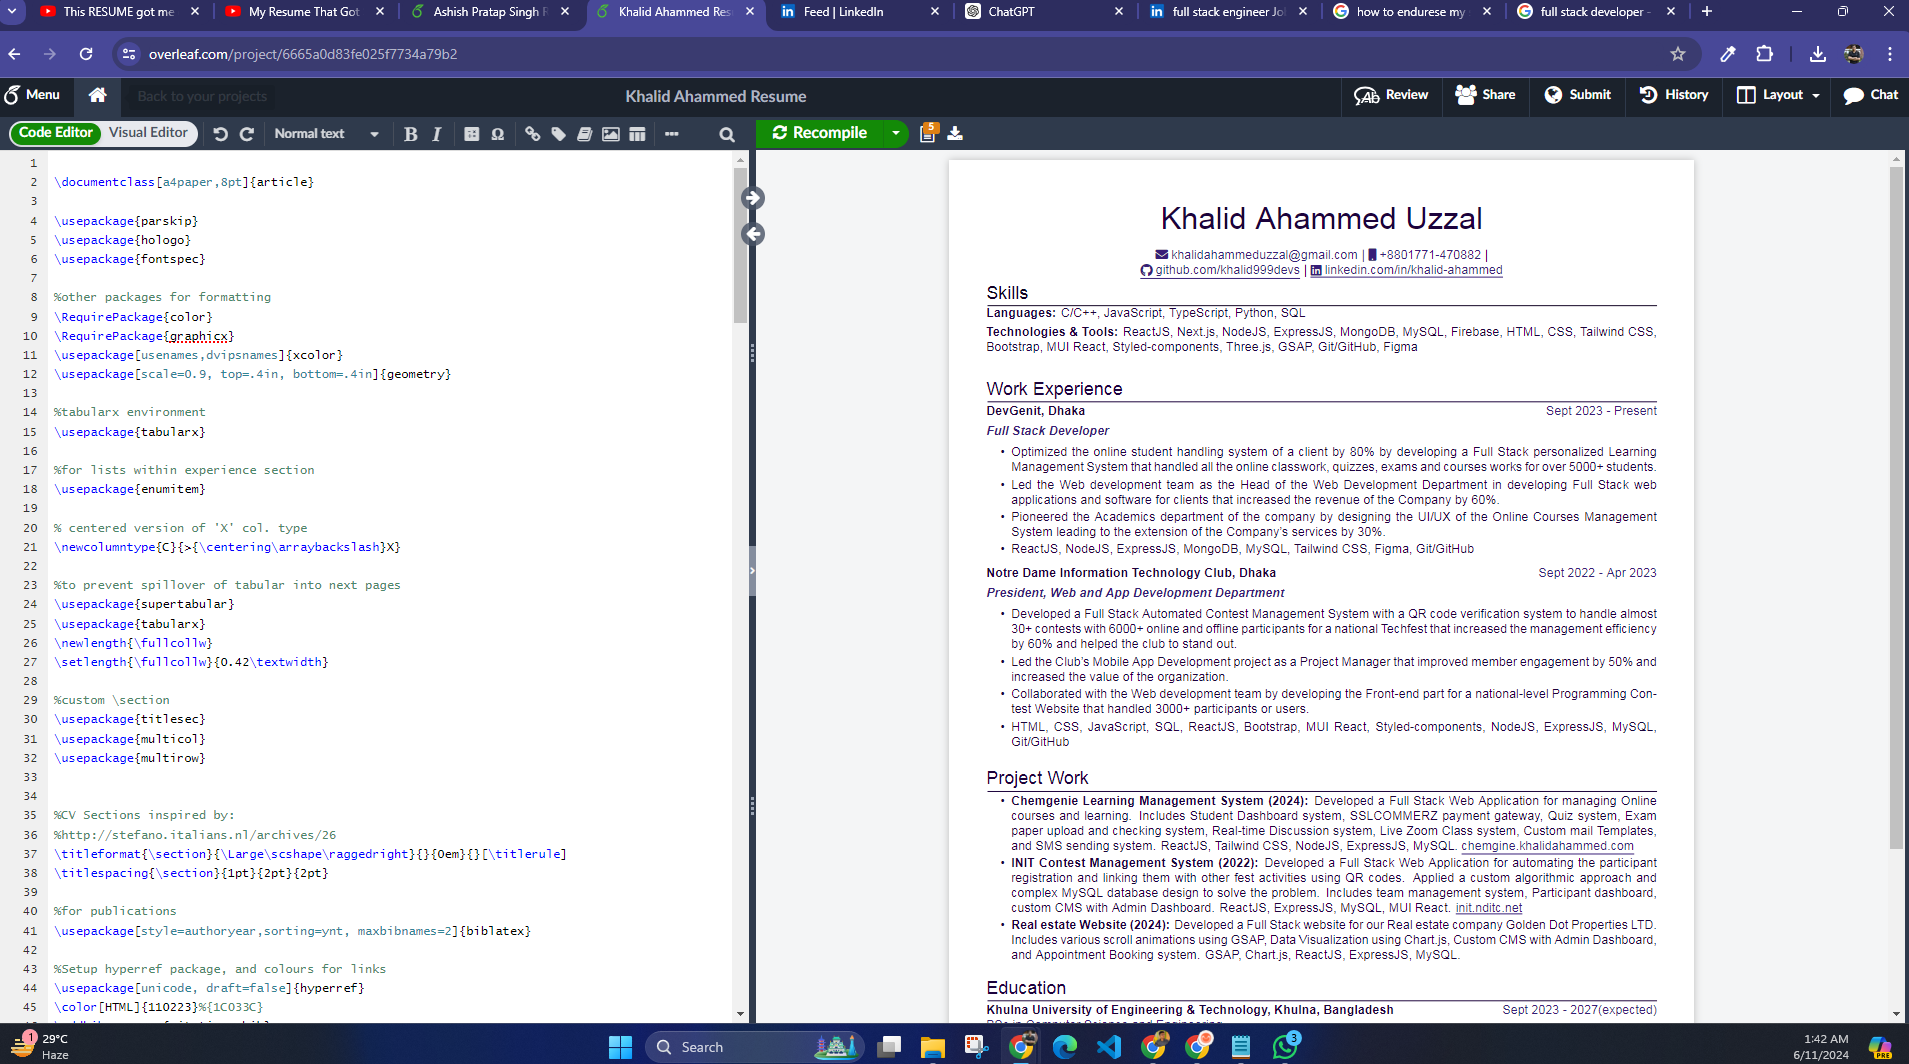 This RESUME got me
My Resume That Got
Ashish Pratap Singh R
Khalid Ahammed Res
Feed | LinkedIn
ChatGPT
full stack engineer Jo
how to endurese my
full stack developer -
overleaf.com/project/6665a0d83fe025f7734a79b2
Menu
Back to your projects
Khalid Ahammed Resume
Review
Share
Submit
History
Layout
Chat
Code Editor
Visual Editor
Normal text
B I
Ω
Recompile
5
1
2 \documentclass[a4paper,8pt]{article}
3
4 \usepackage{parskip}
5 \usepackage{hologo}
6 \usepackage{fontspec}
7
8 %other packages for formatting
9 \RequirePackage{color}
10 \RequirePackage{graphicx}
11 \usepackage[usenames,dvipsnames]{xcolor}
12 \usepackage[scale=0.9, top=.4in, bottom=.4in]{geometry}
13
14 %tabularx environment
15 \usepackage{tabularx}
16
17 %for lists within experience section
18 \usepackage{enumitem}
19
20 % centered version of 'X' col. type
21 \newcolumntype{C}{>{\centering\arraybackslash}X}
22
23 %to prevent spillover of tabular into next pages
24 \usepackage{supertabular}
25 \usepackage{tabularx}
26 \newlength{\fullcollw}
27 \setlength{\fullcollw}{0.42\textwidth}
28
29 %custom \section
30 \usepackage{titlesec}
31 \usepackage{multicol}
32 \usepackage{multirow}
33
34
35 %CV Sections inspired by:
36 %http://stefano.italians.nl/archives/26
37 \titleformat{\section}{\Large\scshape\raggedright}{}{0em}{}[\titlerule]
38 \titlespacing{\section}{1pt}{2pt}{2pt}
39
40 %for publications
41 \usepackage[style=authoryear,sorting=ynt, maxbibnames=2]{biblatex}
42
43 %Setup hyperref package, and colours for links
44 \usepackage[unicode, draft=false]{hyperref}
45 \color[HTML]{110223}%{1C033C}
Khalid Ahammed Uzzal
khalidahammeduzzal@gmail.com | +8801771-470882 |
github.com/khalid999devs | linkedin.com/in/khalid-ahammed
Skills
Languages: C/C++, JavaScript, TypeScript, Python, SQL
Technologies & Tools: ReactJS, Next.js, NodeJS, ExpressJS, MongoDB, MySQL, Firebase, HTML, CSS, Tailwind CSS,
Bootstrap, MUI React, Styled-components, Three.js, GSAP, Git/GitHub, Figma
Work Experience
DevGenit, Dhaka Sept 2023 - Present
Full Stack Developer
• Optimized the online student handling system of a client by 80% by developing a Full Stack personalized Learning
Management System that handled all the online classwork, quizzes, exams and courses works for over 5000+ students.
• Led the Web development team as the Head of the Web Development Department in developing Full Stack web
applications and software for clients that increased the revenue of the Company by 60%.
• Pioneered the Academics department of the company by designing the UI/UX of the Online Courses Management
System leading to the extension of the Company's services by 30%.
• ReactJS, NodeJS, ExpressJS, MongoDB, MySQL, Tailwind CSS, Figma, Git/GitHub
Notre Dame Information Technology Club, Dhaka Sept 2022 - Apr 2023
President, Web and App Development Department
• Developed a Full Stack Automated Contest Management System with a QR code verification system to handle almost
30+ contests with 6000+ online and offline participants for a national Techfest that increased the management efficiency
by 60% and helped the club to stand out.
• Led the Club's Mobile App Development project as a Project Manager that improved member engagement by 50% and
increased the value of the organization.
• Collaborated with the Web development team by developing the Front-end part for a national-level Programming Con-
test Website that handled 3000+ participants or users.
• HTML, CSS, JavaScript, SQL, ReactJS, Bootstrap, MUI React, Styled-components, NodeJS, ExpressJS, MySQL,
Git/GitHub
Project Work
• Chemgenie Learning Management System (2024): Developed a Full Stack Web Application for managing Online
courses and learning. Includes Student Dashboard system, SSLCOMMERZ payment gateway, Quiz system, Exam
paper upload and checking system, Real-time Discussion system, Live Zoom Class system, Custom mail Templates,
and SMS sending system. ReactJS, Tailwind CSS, NodeJS, ExpressJS, MySQL. chemgine.khalidahammed.com
• INIT Contest Management System (2022): Developed a Full Stack Web Application for automating the participant
registration and linking them with other fest activities using QR codes. Applied a custom algorithmic approach and
complex MySQL database design to solve the problem. Includes team management system, Participant dashboard,
custom CMS with Admin Dashboard. ReactJS, ExpressJS, MySQL, MUI React. init.nditc.net
• Real estate Website (2024): Developed a Full Stack website for our Real estate company Golden Dot Properties LTD.
Includes various scroll animations using GSAP, Data Visualization using Chart.js, Custom CMS with Admin Dashboard,
and Appointment Booking system. GSAP, Chart.js, ReactJS, ExpressJS, MySQL.
Education
Khulna University of Engineering & Technology, Khulna, Bangladesh Sept 2023 - 2027(expected)
1
29°C
Haze
Search
3
1:42 AM
6/11/2024
PRE